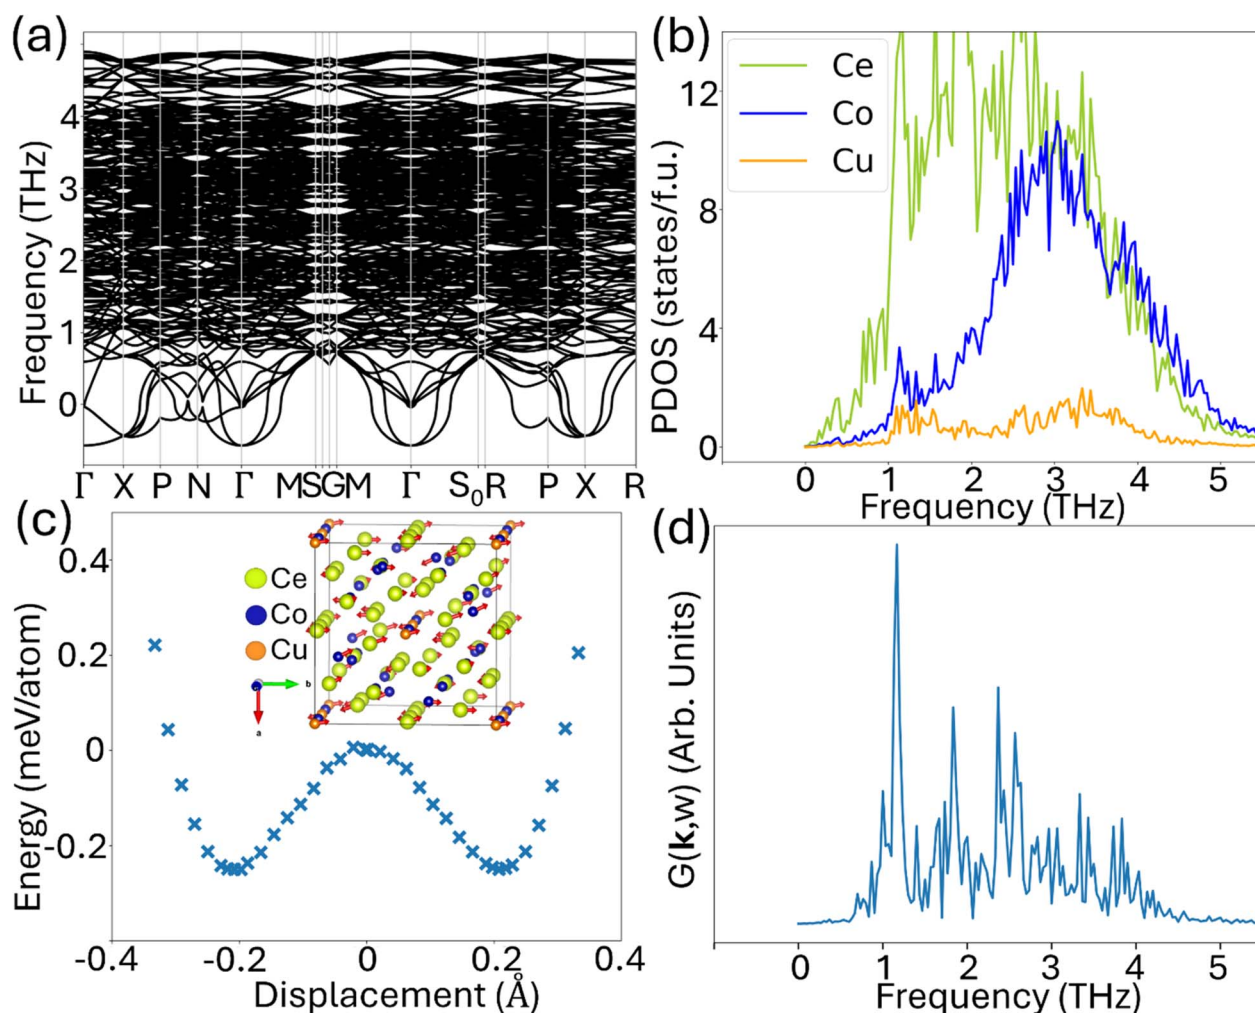 (a)
Frequency (THz)
4
3
2
1
0
Γ X P N Γ MSGM Γ S₀R P X R
(b)
Ce
Co
Cu
PDOS (states/f.u.)
12
8
4
0
0 1 2 3 4 5
Frequency (THz)
(c)
Ce
Co
Cu
b
a
Energy (meV/atom)
0.4
0.2
0
-0.2
-0.4 -0.2 0 0.2 0.4
Displacement (Å)
(d)
G(k,w) (Arb. Units)
0 1 2 3 4 5
Frequency (THz)